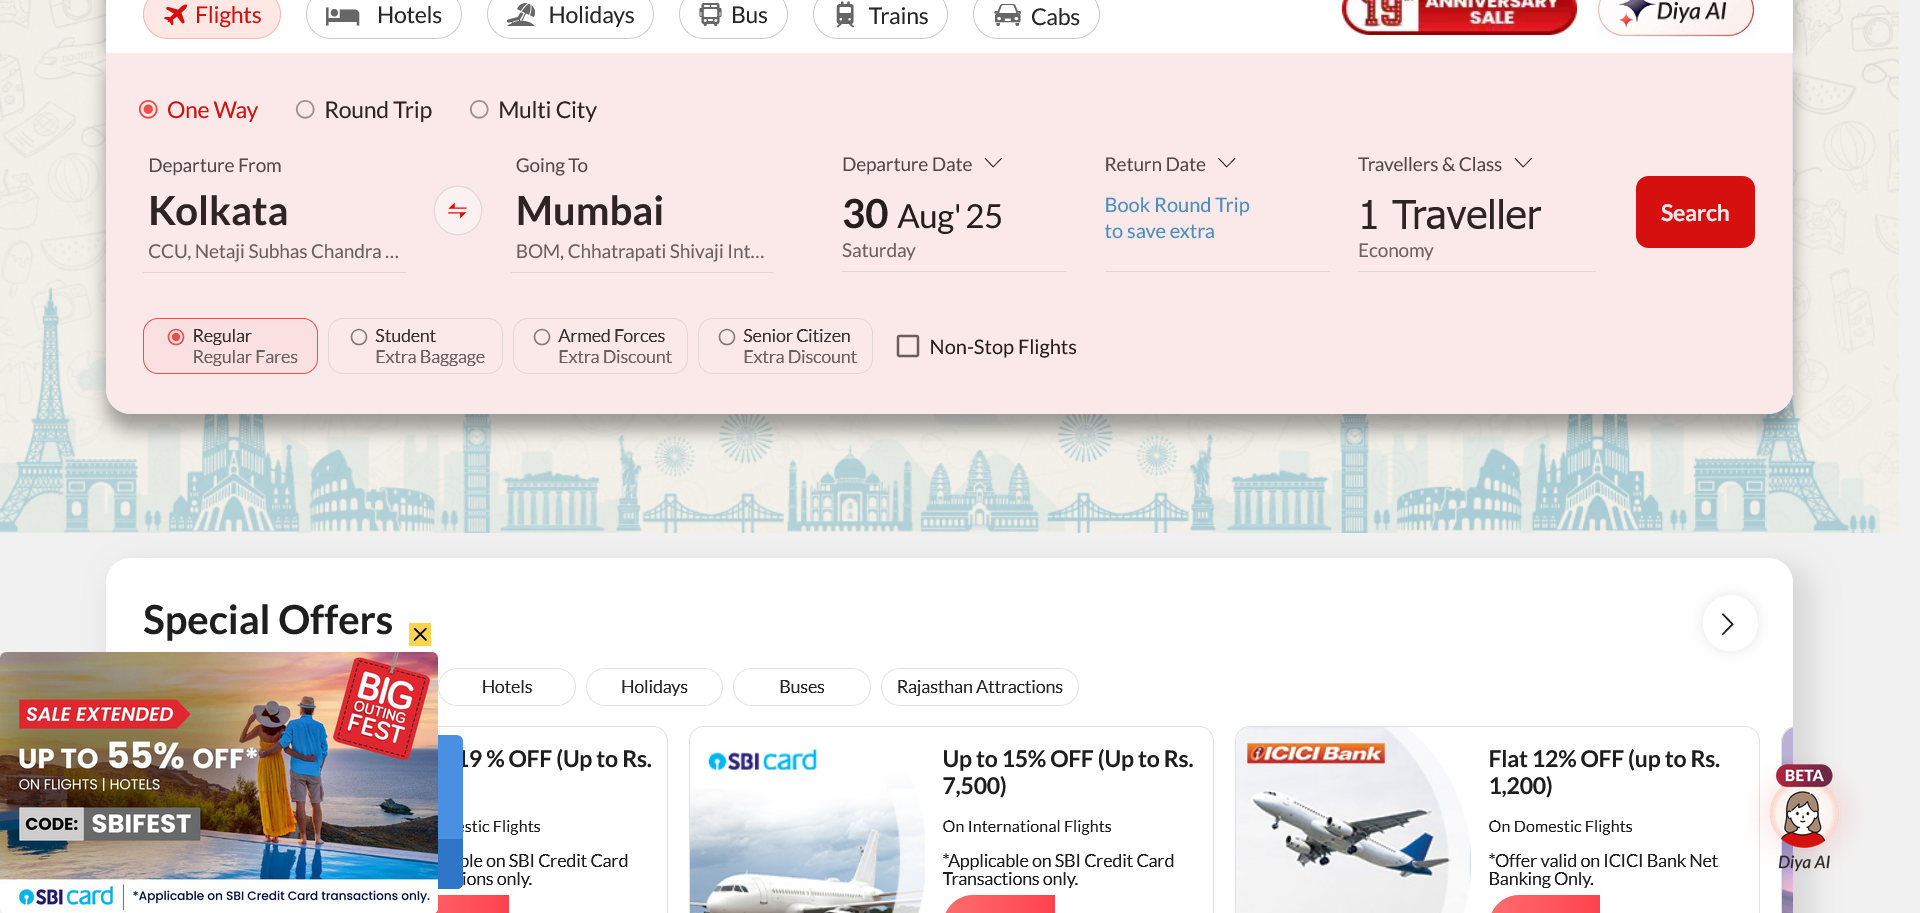 Flights
Hotels
Holidays
Bus
Trains
Cabs
19th ANNIVERSARY SALE
Diya AI
One Way
Round Trip
Multi City
Departure From
Kolkata
CCU, Netaji Subhas Chandra ...
Going To
Mumbai
BOM, Chhatrapati Shivaji Int...
Departure Date
30 Aug' 25
Saturday
Return Date
Book Round Trip
to save extra
Travellers & Class
1 Traveller
Economy
Search
Regular
Regular Fares
Student
Extra Baggage
Armed Forces
Extra Discount
Senior Citizen
Extra Discount
Non-Stop Flights
Special Offers
Hotels
Holidays
Buses
Rajasthan Attractions
BIG
OUTING
FEST
SALE EXTENDED
UP TO 55% OFF*
ON FLIGHTS | HOTELS
CODE: SBIFEST
SBI card
*Applicable on SBI Credit Card transactions only.
19 % OFF (Up to Rs.
stic Flights
ble on SBI Credit Card
ions only.
SBI card
Up to 15% OFF (Up to Rs.
7,500)
On International Flights
*Applicable on SBI Credit Card
Transactions only.
ICICI Bank
Flat 12% OFF (up to Rs.
1,200)
On Domestic Flights
*Offer valid on ICICI Bank Net
Banking Only.
BETA
Diya AI